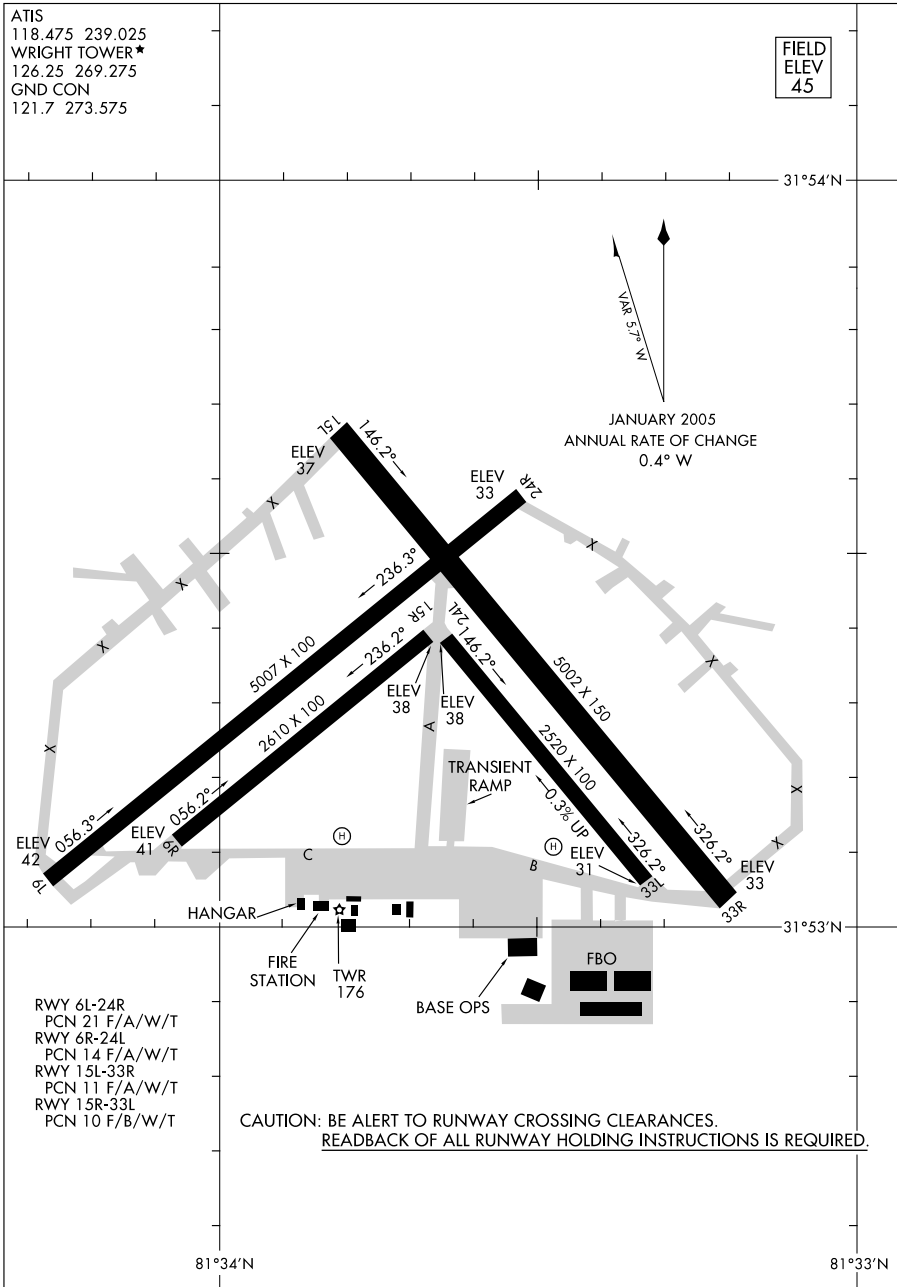 ATIS
118.475 239.025
WRIGHT TOWER★
126.25 269.275
GND CON
121.7 273.575
FIELD
ELEV
45
31°54'N
VAR 5.7° W
JANUARY 2005
ANNUAL RATE OF CHANGE
0.4° W
15L
146.2°
ELEV
37
ELEV
33
24R
X
X
X
X
X
X
X
X
236.3°
5007 X 100
15R
24L
236.2°
146.2°
2610 X 100
ELEV
38
ELEV
38
5002 X 150
2520 X 100
0.3% UP
A
TRANSIENT
RAMP
056.3°
056.2°
ELEV
42
6L
ELEV
41
6R
H
C
H
B
ELEV
31
326.2°
33L
326.2°
ELEV
33
33R
31°53'N
HANGAR
FIRE
STATION
TWR
176
BASE OPS
FBO
RWY 6L-24R
PCN 21 F/A/W/T
RWY 6R-24L
PCN 14 F/A/W/T
RWY 15L-33R
PCN 11 F/A/W/T
RWY 15R-33L
PCN 10 F/B/W/T
CAUTION: BE ALERT TO RUNWAY CROSSING CLEARANCES.
READBACK OF ALL RUNWAY HOLDING INSTRUCTIONS IS REQUIRED.
81°34'N
81°33'N